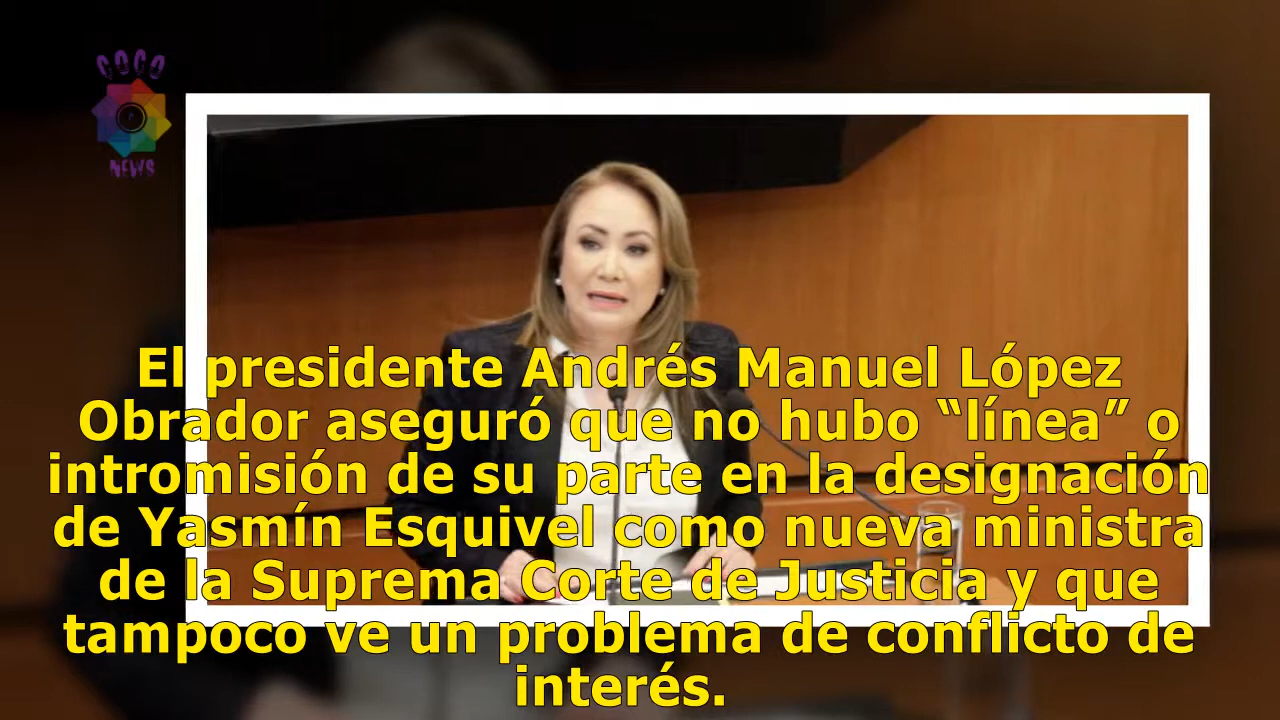 COCO
NEWS
El presidente Andrés Manuel López
Obrador aseguró que no hubo “línea” o
intromisión de su parte en la designación
de Yasmín Esquivel como nueva ministra
de la Suprema Corte de Justicia y que
tampoco ve un problema de conflicto de
interés.